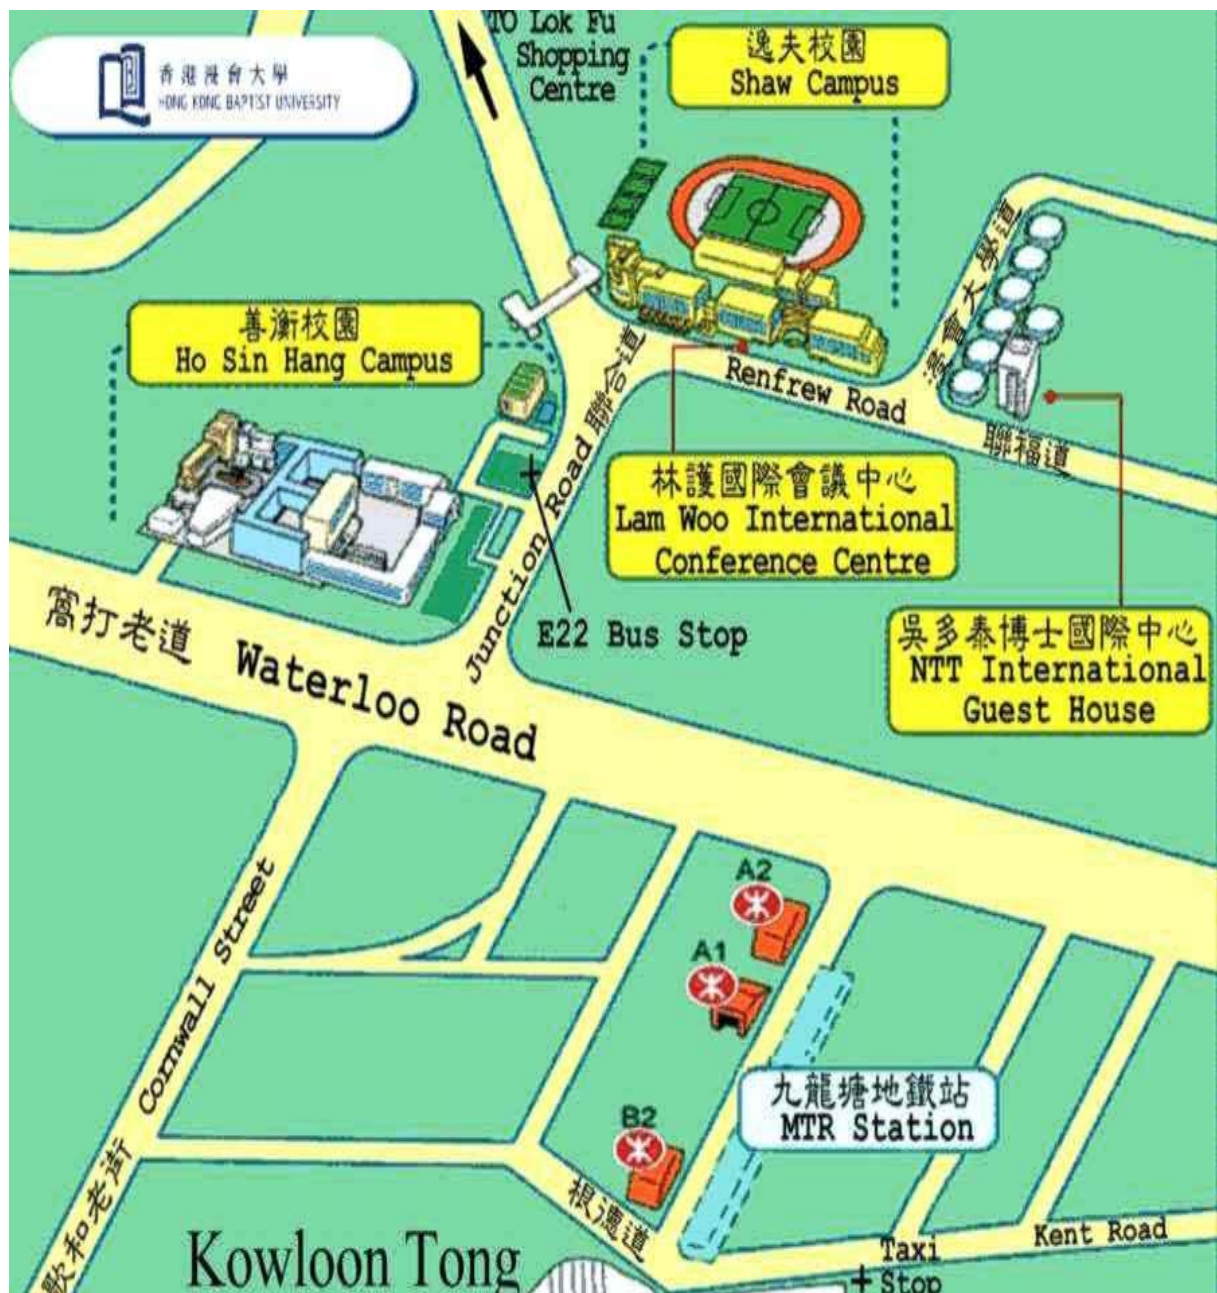 TO Lok Fu
Shopping
Centre
逸夫校園
Shaw Campus
香港浸會大學
HONG KONG BAPTIST UNIVERSITY
善衡校園
Ho Sin Hang Campus
浸會大學道
Renfrew Road
聯福道
Junction Road 聯合道
林護國際會議中心
Lam Woo International
Conference Centre
E22 Bus Stop
吳多泰博士國際中心
NTT International
Guest House
窩打老道 Waterloo Road
Cornwall Street
歌和老街
A2
A1
B2
九龍塘地鐵站
MTR Station
根德道
Kent Road
Kowloon Tong
Taxi
Stop